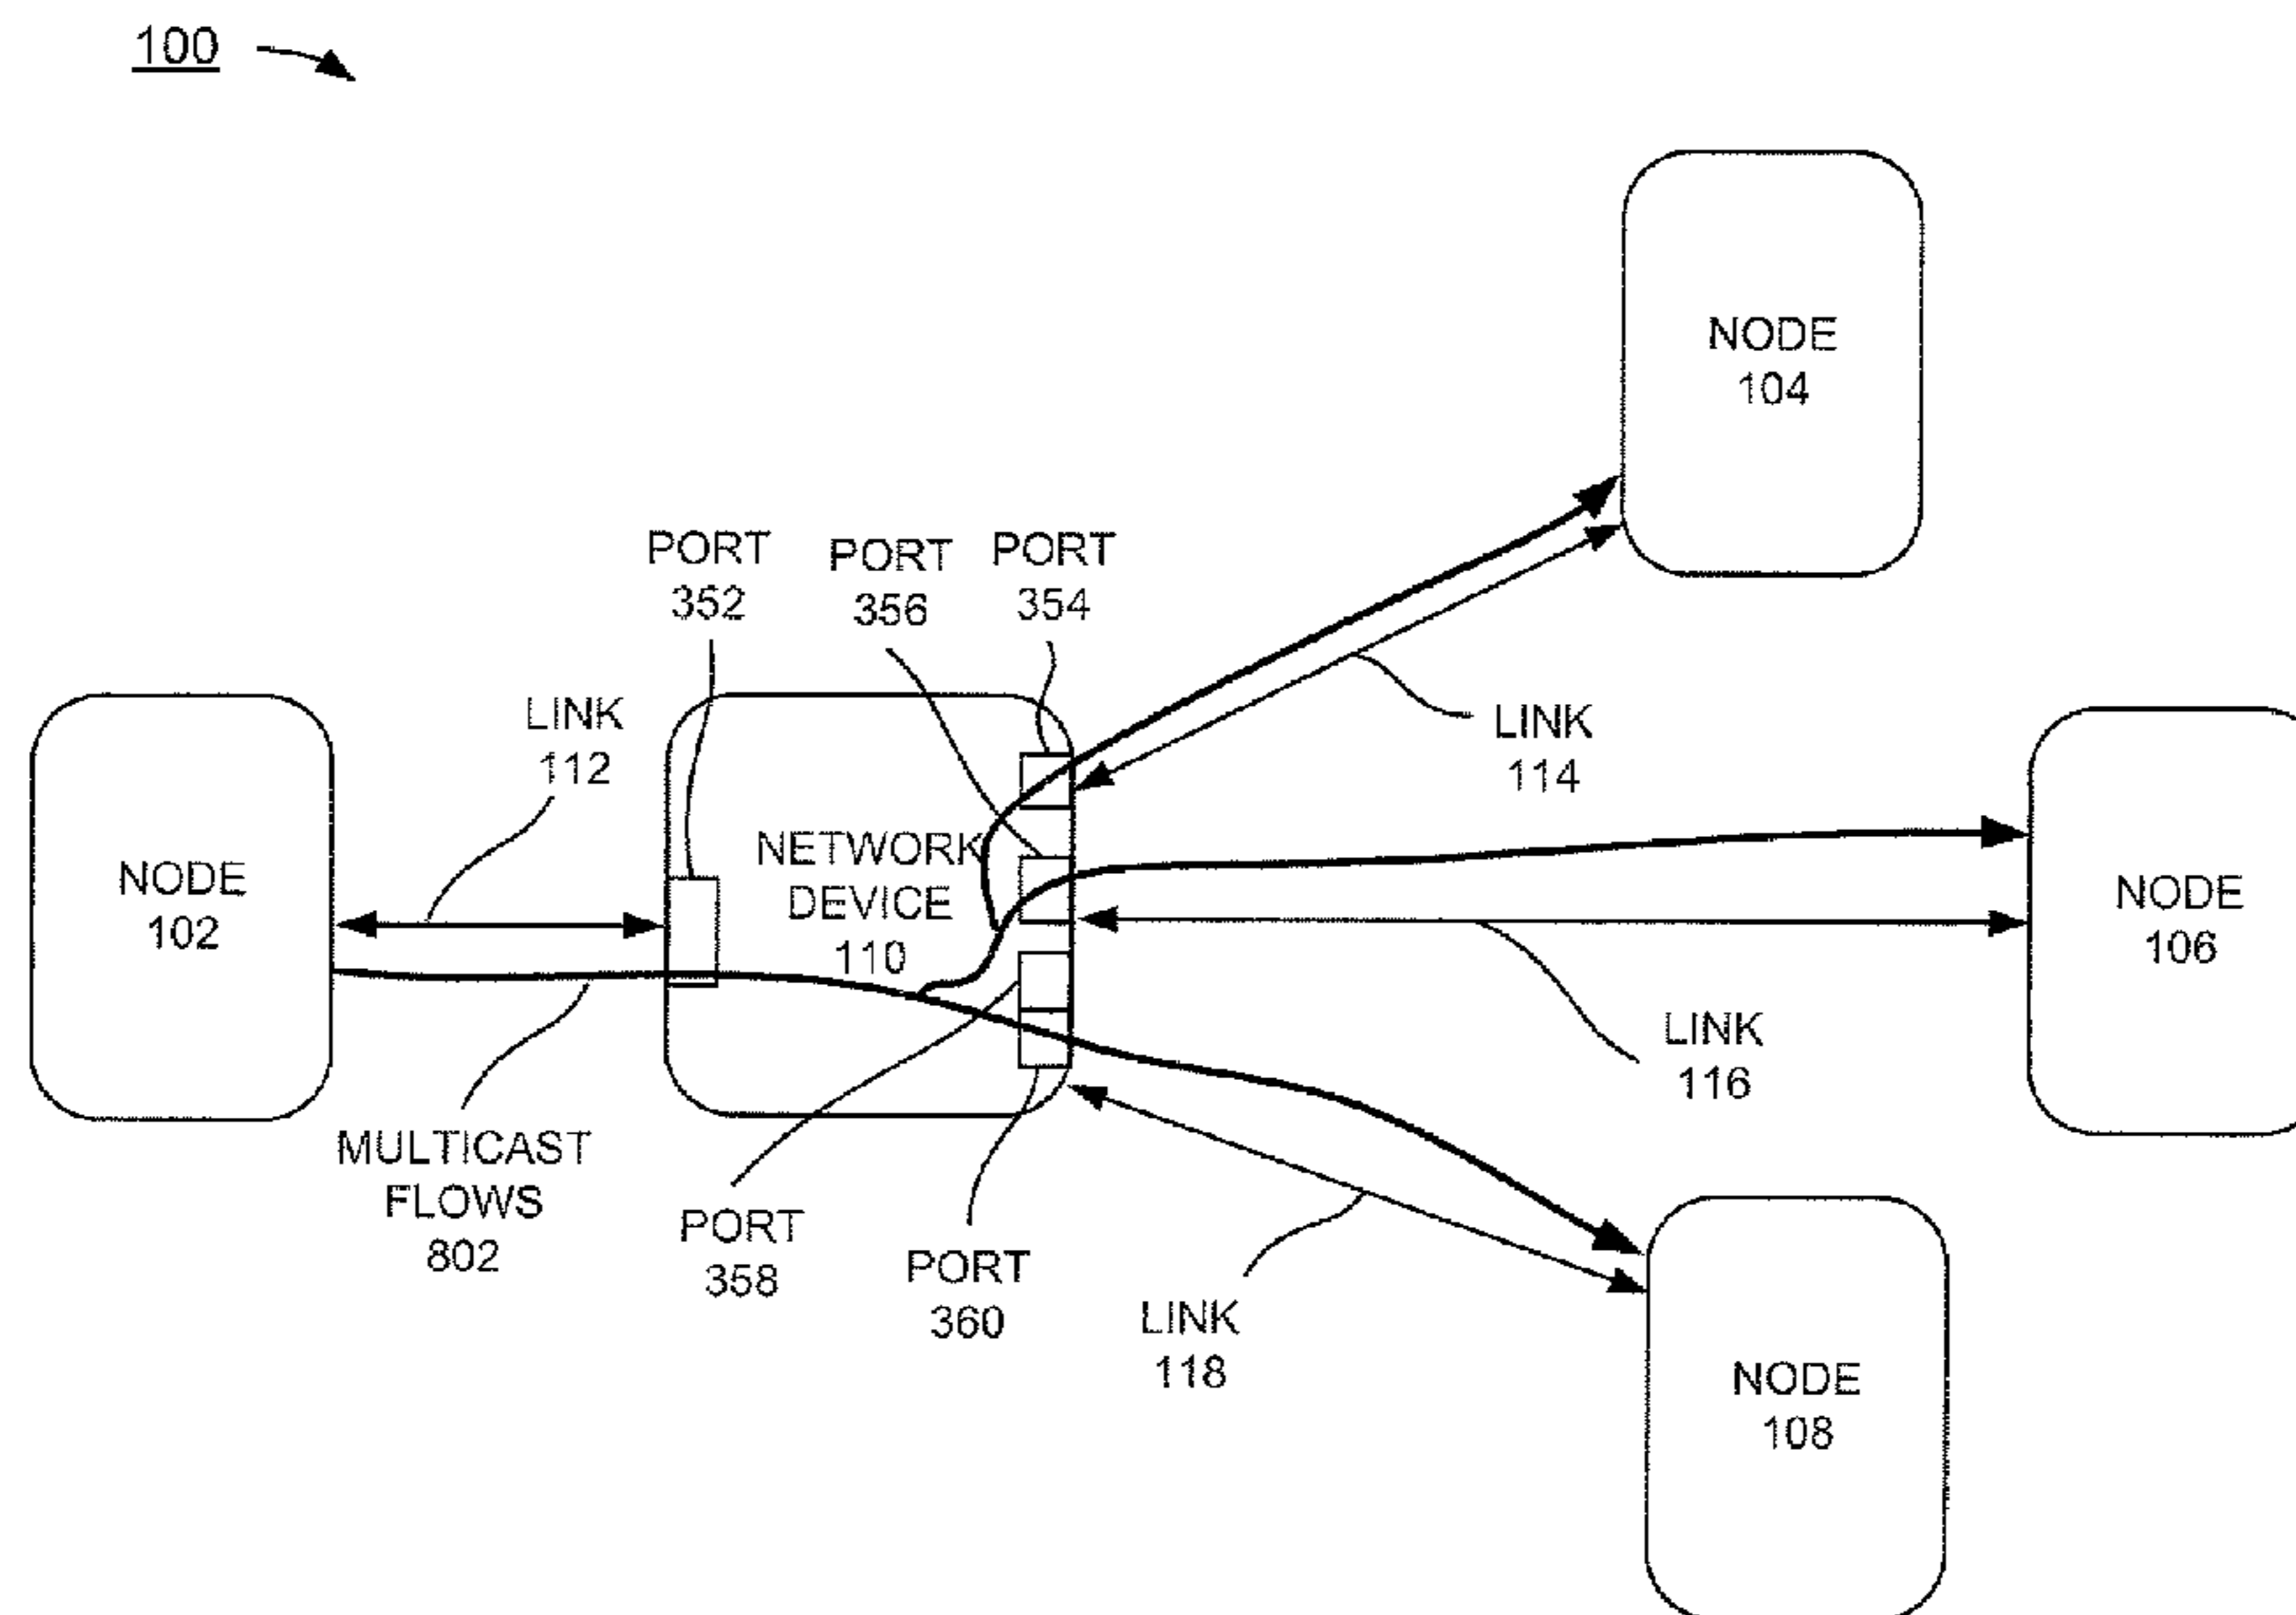 100
NODE
104
PORT
352
PORT
356
PORT
354
LINK
112
LINK
114
NODE
102
NETWORK
DEVICE
110
NODE
106
LINK
116
MULTICAST
FLOWS
802
PORT
358
PORT
360
LINK
118
NODE
108